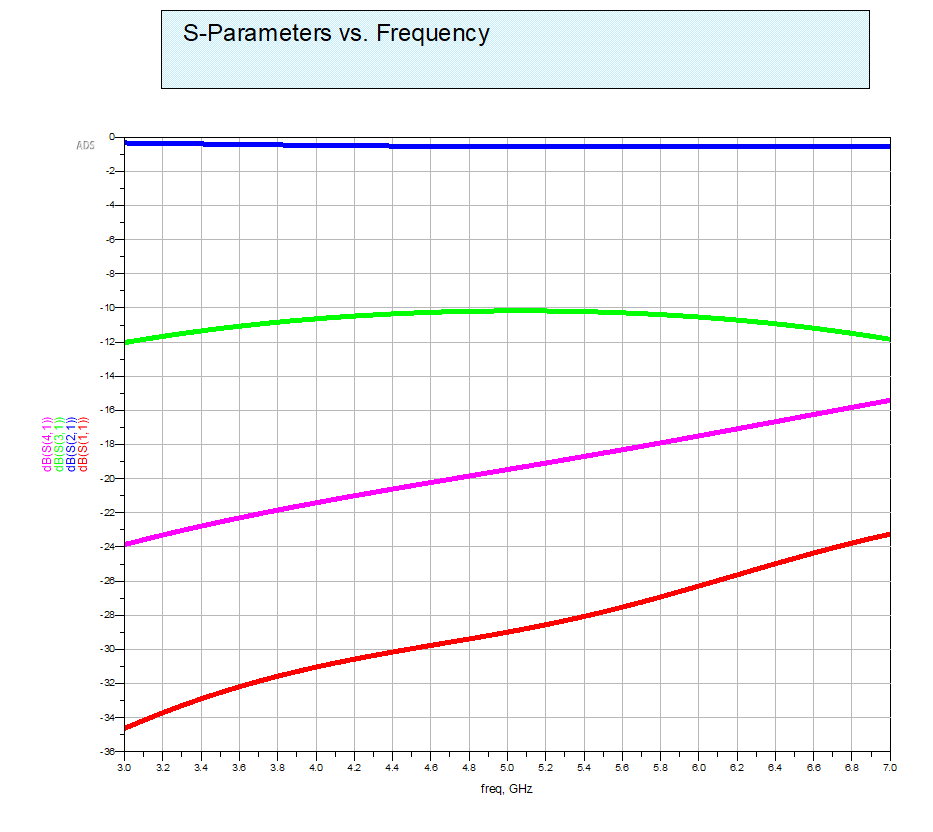 S-Parameters vs. Frequency
ADS
0
-2
-4
-6
-8
-10
-12
-14
-16
-18
-20
-22
-24
-26
-28
-30
-32
-34
-36
dB(S(4,1))
dB(S(3,1))
dB(S(2,1))
dB(S(1,1))
3.0 3.2 3.4 3.6 3.8 4.0 4.2 4.4 4.6 4.8 5.0 5.2 5.4 5.6 5.8 6.0 6.2 6.4 6.6 6.8 7.0
freq, GHz